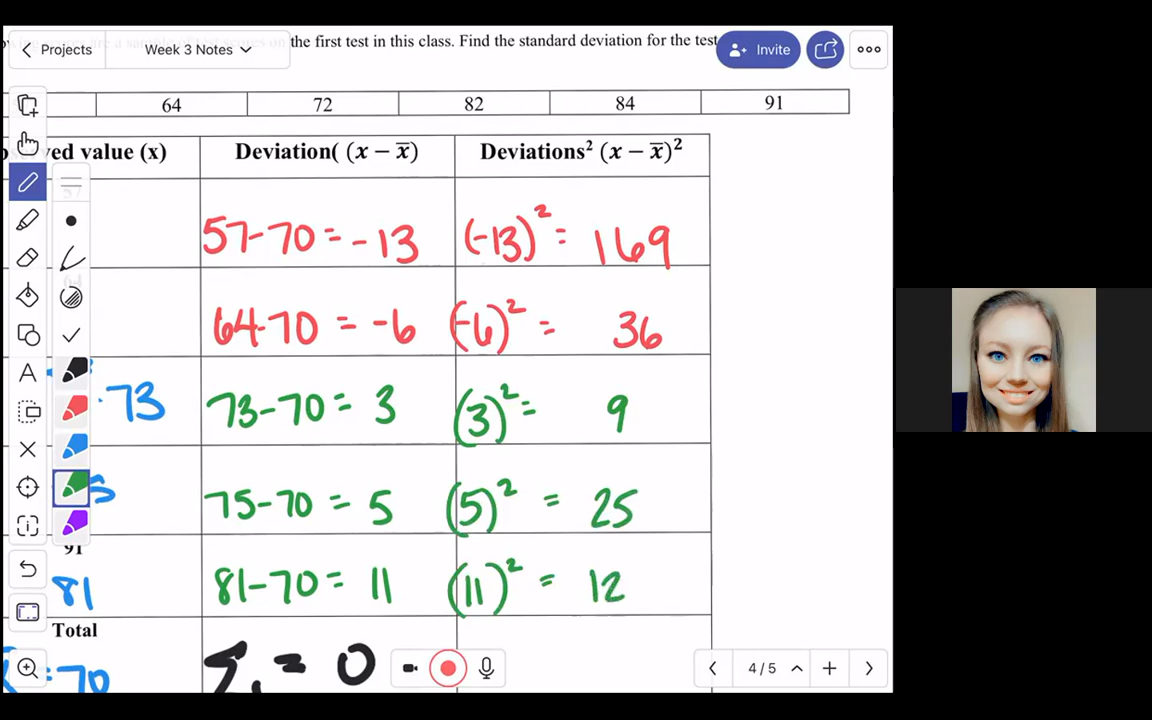 the first test in this class. Find the standard deviation for the test
Projects
Week 3 Notes
Invite
64 72 82 84 91
ved value (x) Deviation( (x − x̅) Deviations² (x − x̅)²
57-70 = -13 (-13)² = 169
64-70 = -6 (-6)² = 36
73 73-70 = 3 (3)² = 9
75-70 = 5 (5)² = 25
91
81 81-70 = 11 (11)² = 12
Total
= 70 Σ = 0
4/5